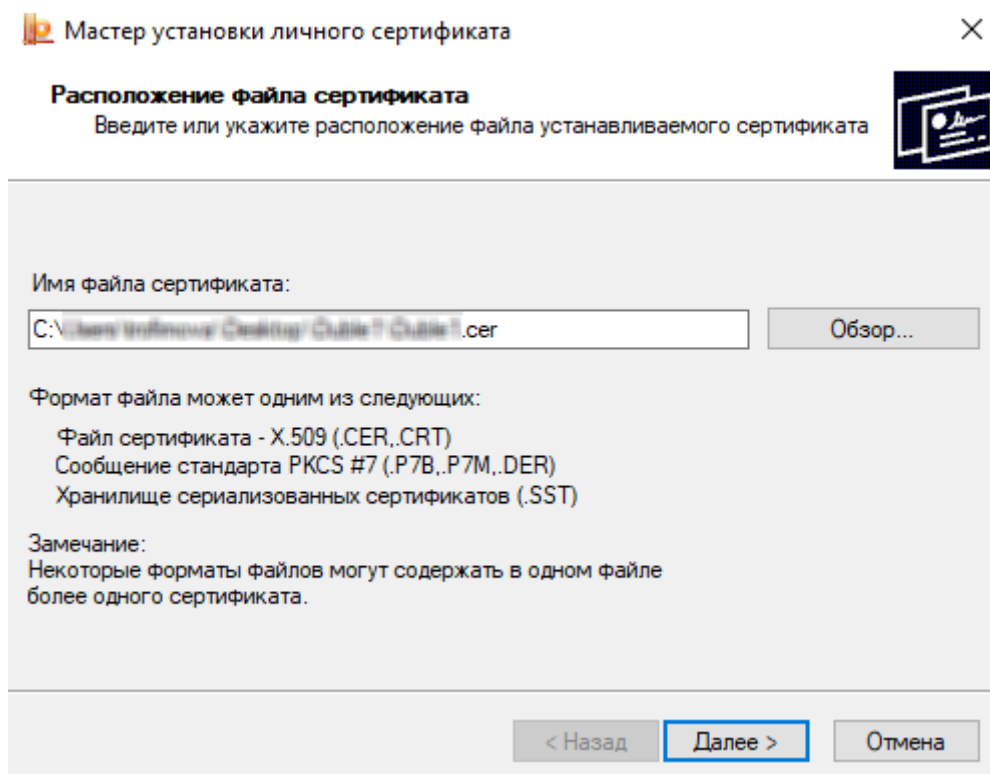 Мастер установки личного сертификата
Расположение файла сертификата
Введите или укажите расположение файла устанавливаемого сертификата
Имя файла сертификата:
C:\ .cer
Обзор...
Формат файла может одним из следующих:
Файл сертификата - X.509 (.CER,.CRT)
Сообщение стандарта PKCS #7 (.P7B,.P7M,.DER)
Хранилище сериализованных сертификатов (.SST)
Замечание:
Некоторые форматы файлов могут содержать в одном файле
более одного сертификата.
< Назад
Далее >
Отмена